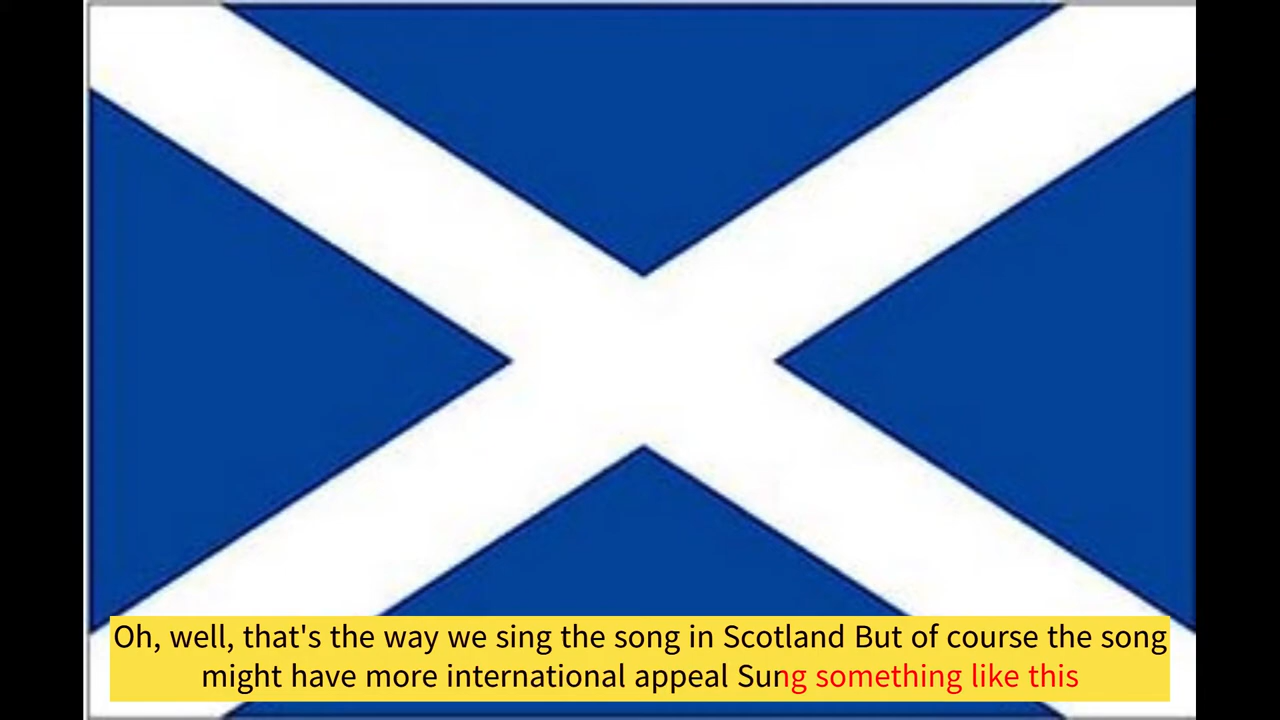 Oh, well, that's the way we sing the song in Scotland But of course the song
might have more international appeal Sung something like this